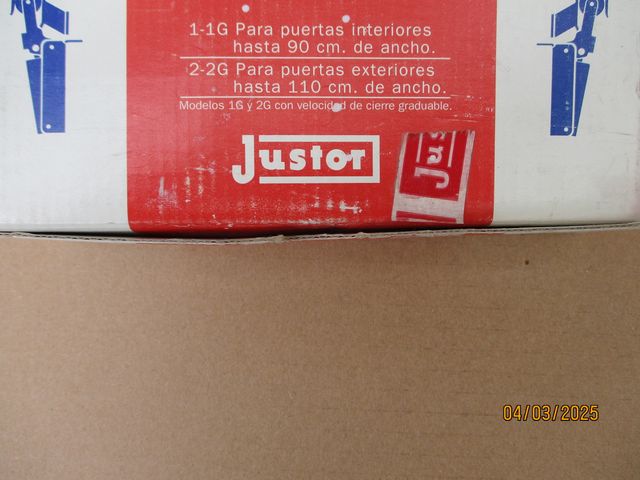 1-1G Para puertas interiores
hasta 90 cm. de ancho.
2-2G Para puertas exteriores
hasta 110 cm. de ancho.
Modelos 1G y 2G con velocidad de cierre graduable.
Justor
Jus
04/03/2025